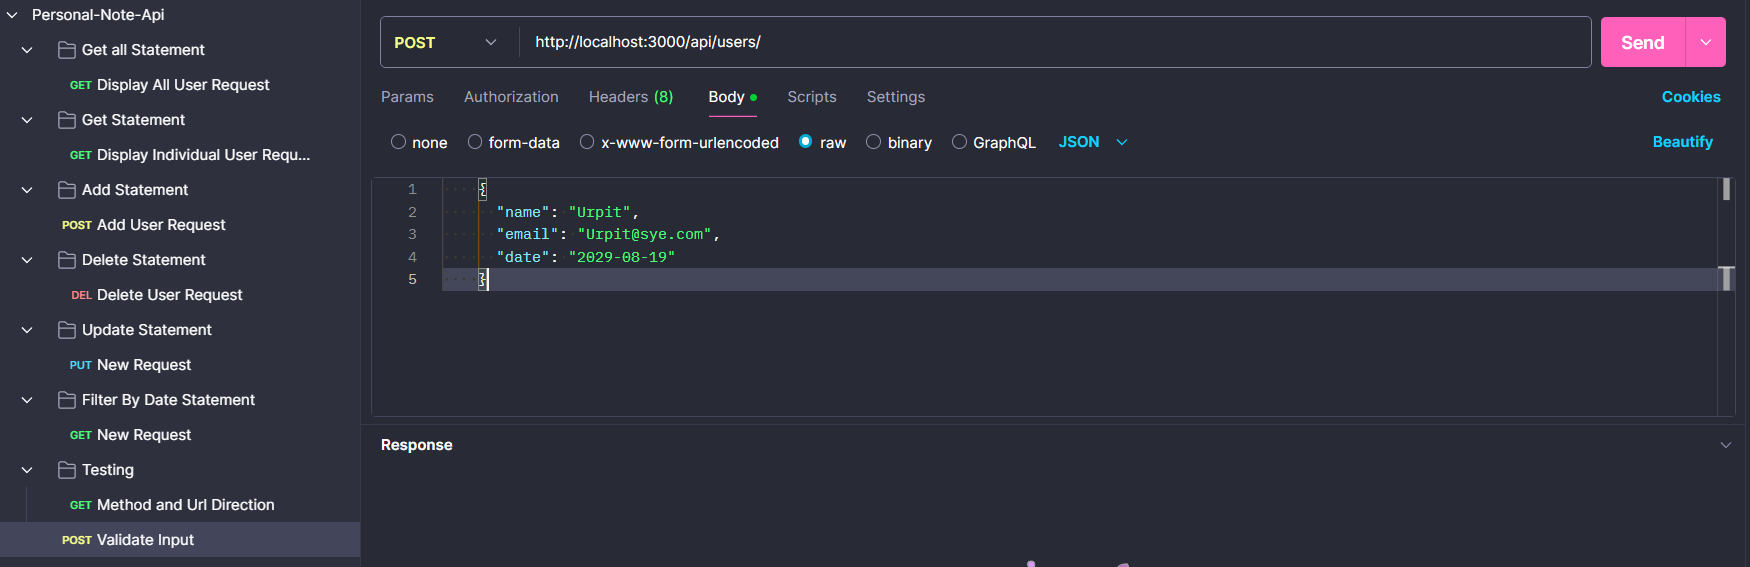 Personal-Note-Api
Get all Statement
GET Display All User Request
Get Statement
GET Display Individual User Requ...
Add Statement
POST Add User Request
Delete Statement
DEL Delete User Request
Update Statement
PUT New Request
Filter By Date Statement
GET New Request
Testing
GET Method and Url Direction
POST Validate Input
POST http://localhost:3000/api/users/ Send
Params Authorization Headers (8) Body Scripts Settings Cookies
none form-data x-www-form-urlencoded raw binary GraphQL JSON Beautify
1 {
2 "name": "Urpit",
3 "email": "Urpit@sye.com",
4 "date": "2029-08-19"
5 }
Response